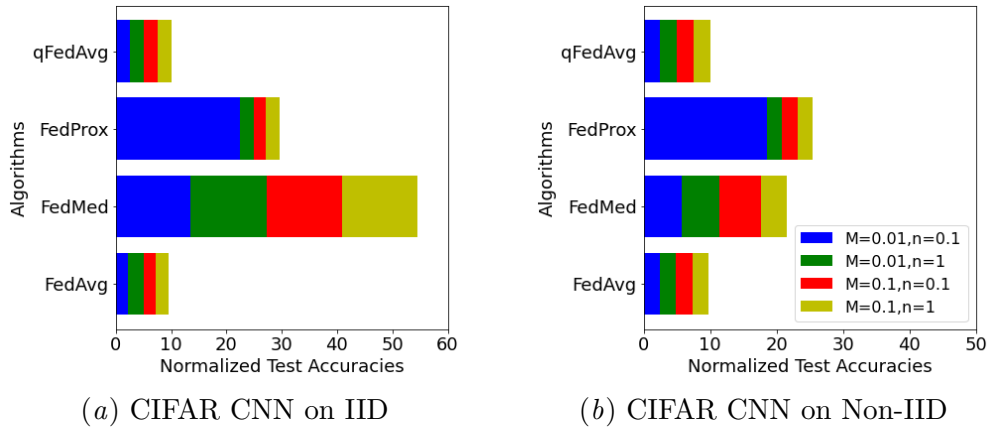 qFedAvg
FedProx
FedMed
FedAvg
Algorithms
0 10 20 30 40 50 60
Normalized Test Accuracies
(a) CIFAR CNN on IID
qFedAvg
FedProx
FedMed
FedAvg
Algorithms
M=0.01,n=0.1
M=0.01,n=1
M=0.1,n=0.1
M=0.1,n=1
0 10 20 30 40 50
Normalized Test Accuracies
(b) CIFAR CNN on Non-IID